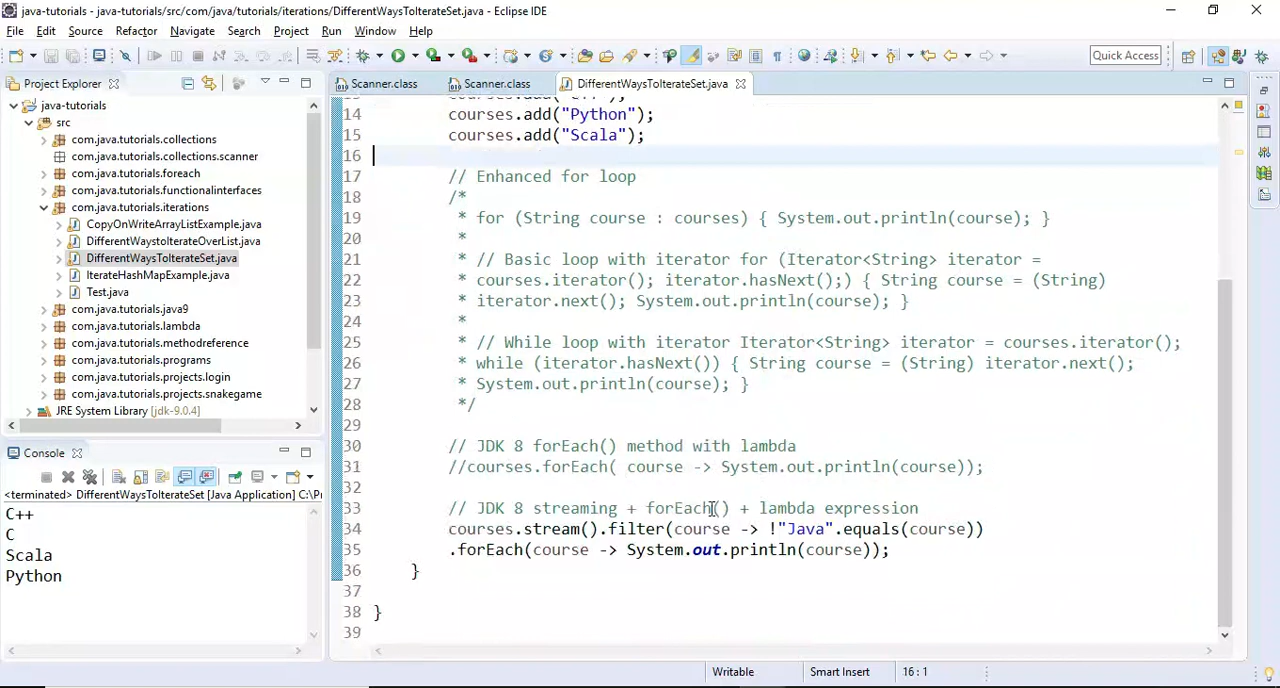 java-tutorials - java-tutorials/src/com/java/tutorials/iterations/DifferentWaysToIterateSet.java - Eclipse IDE
File Edit Source Refactor Navigate Search Project Run Window Help
Quick Access
Project Explorer
java-tutorials
src
com.java.tutorials.collections
com.java.tutorials.collections.scanner
com.java.tutorials.foreach
com.java.tutorials.functionalinterfaces
com.java.tutorials.iterations
CopyOnWriteArrayListExample.java
DifferentWaystoIterateOverList.java
DifferentWaysToIterateSet.java
IterateHashMapExample.java
Test.java
com.java.tutorials.java9
com.java.tutorials.lambda
com.java.tutorials.methodreference
com.java.tutorials.programs
com.java.tutorials.projects.login
com.java.tutorials.projects.snakegame
JRE System Library [jdk-9.0.4]
Console
<terminated> DifferentWaysToIterateSet [Java Application] C:\Pr
C++
C
Scala
Python
Scanner.class Scanner.class DifferentWaysToIterateSet.java
14 courses.add("Python");
15 courses.add("Scala");
16
17 // Enhanced for loop
18 /*
19 * for (String course : courses) { System.out.println(course); }
20 *
21 * // Basic loop with iterator for (Iterator<String> iterator =
22 * courses.iterator(); iterator.hasNext();) { String course = (String)
23 * iterator.next(); System.out.println(course); }
24 *
25 * // While loop with iterator Iterator<String> iterator = courses.iterator();
26 * while (iterator.hasNext()) { String course = (String) iterator.next();
27 * System.out.println(course); }
28 */
29
30 // JDK 8 forEach() method with lambda
31 //courses.forEach( course -> System.out.println(course));
32
33 // JDK 8 streaming + forEach() + lambda expression
34 courses.stream().filter(course -> !"Java".equals(course))
35 .forEach(course -> System.out.println(course));
36 }
37
38 }
39
Writable Smart Insert 16 : 1